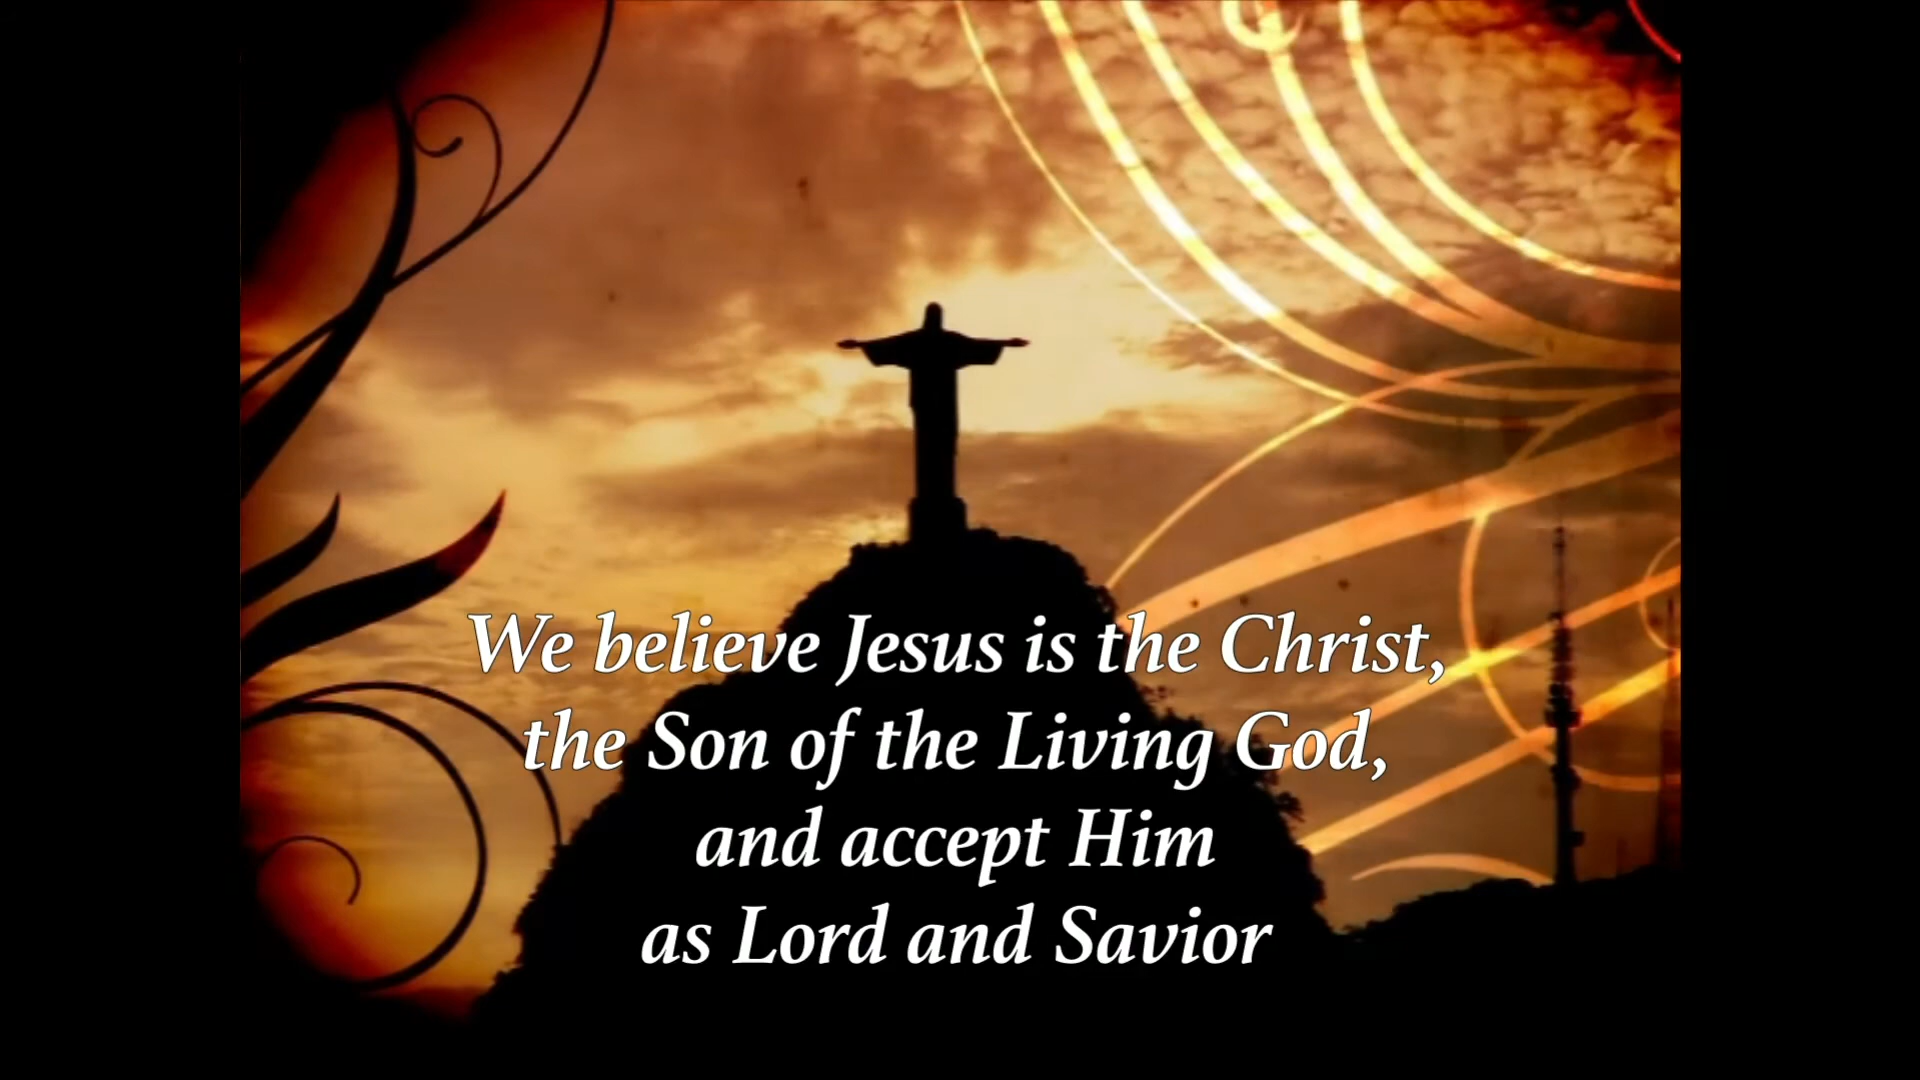 We believe Jesus is the Christ,
the Son of the Living God,
and accept Him
as Lord and Savior